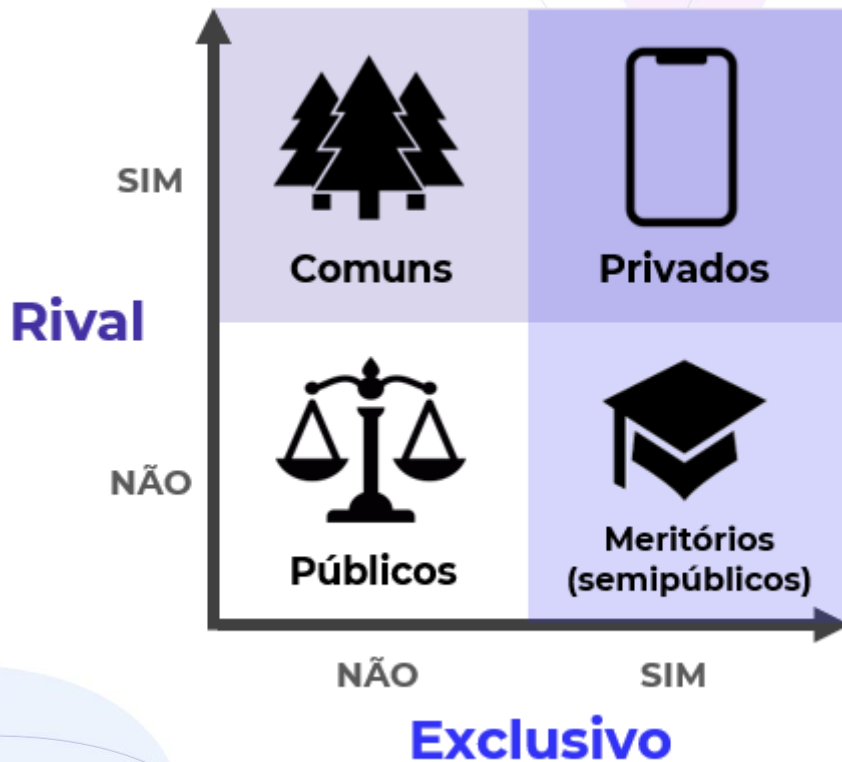 SIM
Comuns
Privados
Rival
NÃO
Públicos
Meritórios
(semipúblicos)
NÃO
SIM
Exclusivo